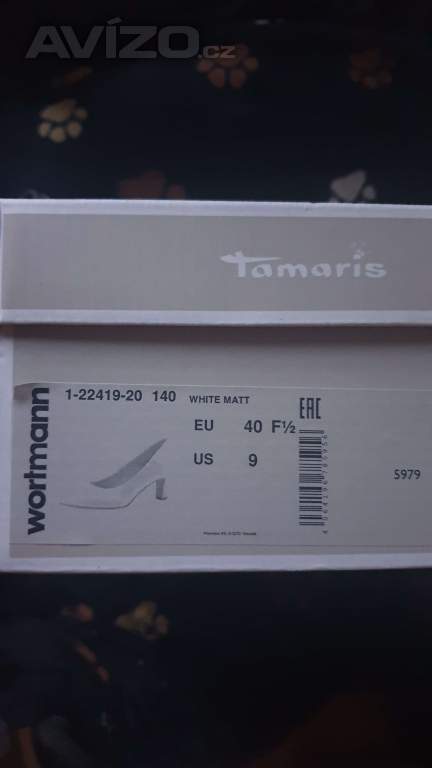 AVÍZO.cz
Tamaris
1-22419-20 140 WHITE MATT
EAC
EU 40 F½
US 9
5979
wortmann